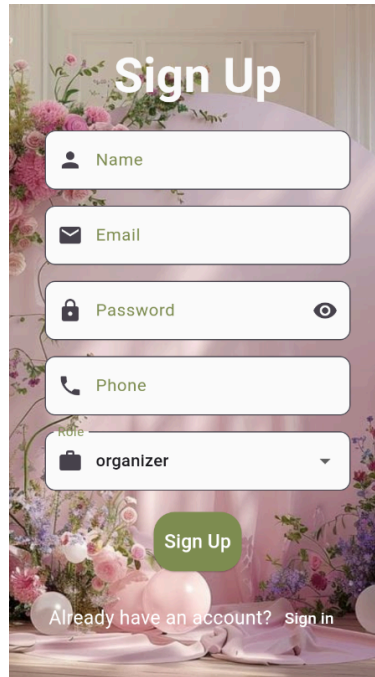 Sign Up
Name
Email
Password
Phone
Role
organizer
Sign Up
Already have an account? Sign in